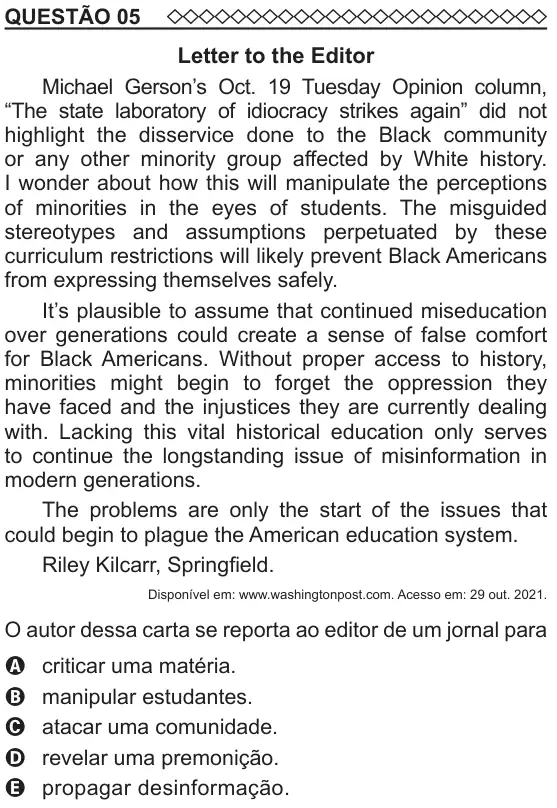 QUESTÃO 05
Letter to the Editor
Michael Gerson’s Oct. 19 Tuesday Opinion column,
“The state laboratory of idiocracy strikes again” did not
highlight the disservice done to the Black community
or any other minority group affected by White history.
I wonder about how this will manipulate the perceptions
of minorities in the eyes of students. The misguided
stereotypes and assumptions perpetuated by these
curriculum restrictions will likely prevent Black Americans
from expressing themselves safely.
It’s plausible to assume that continued miseducation
over generations could create a sense of false comfort
for Black Americans. Without proper access to history,
minorities might begin to forget the oppression they
have faced and the injustices they are currently dealing
with. Lacking this vital historical education only serves
to continue the longstanding issue of misinformation in
modern generations.
The problems are only the start of the issues that
could begin to plague the American education system.
Riley Kilcarr, Springfield.
Disponível em: www.washingtonpost.com. Acesso em: 29 out. 2021.
O autor dessa carta se reporta ao editor de um jornal para
A criticar uma matéria.
B manipular estudantes.
C atacar uma comunidade.
D revelar uma premonição.
E propagar desinformação.